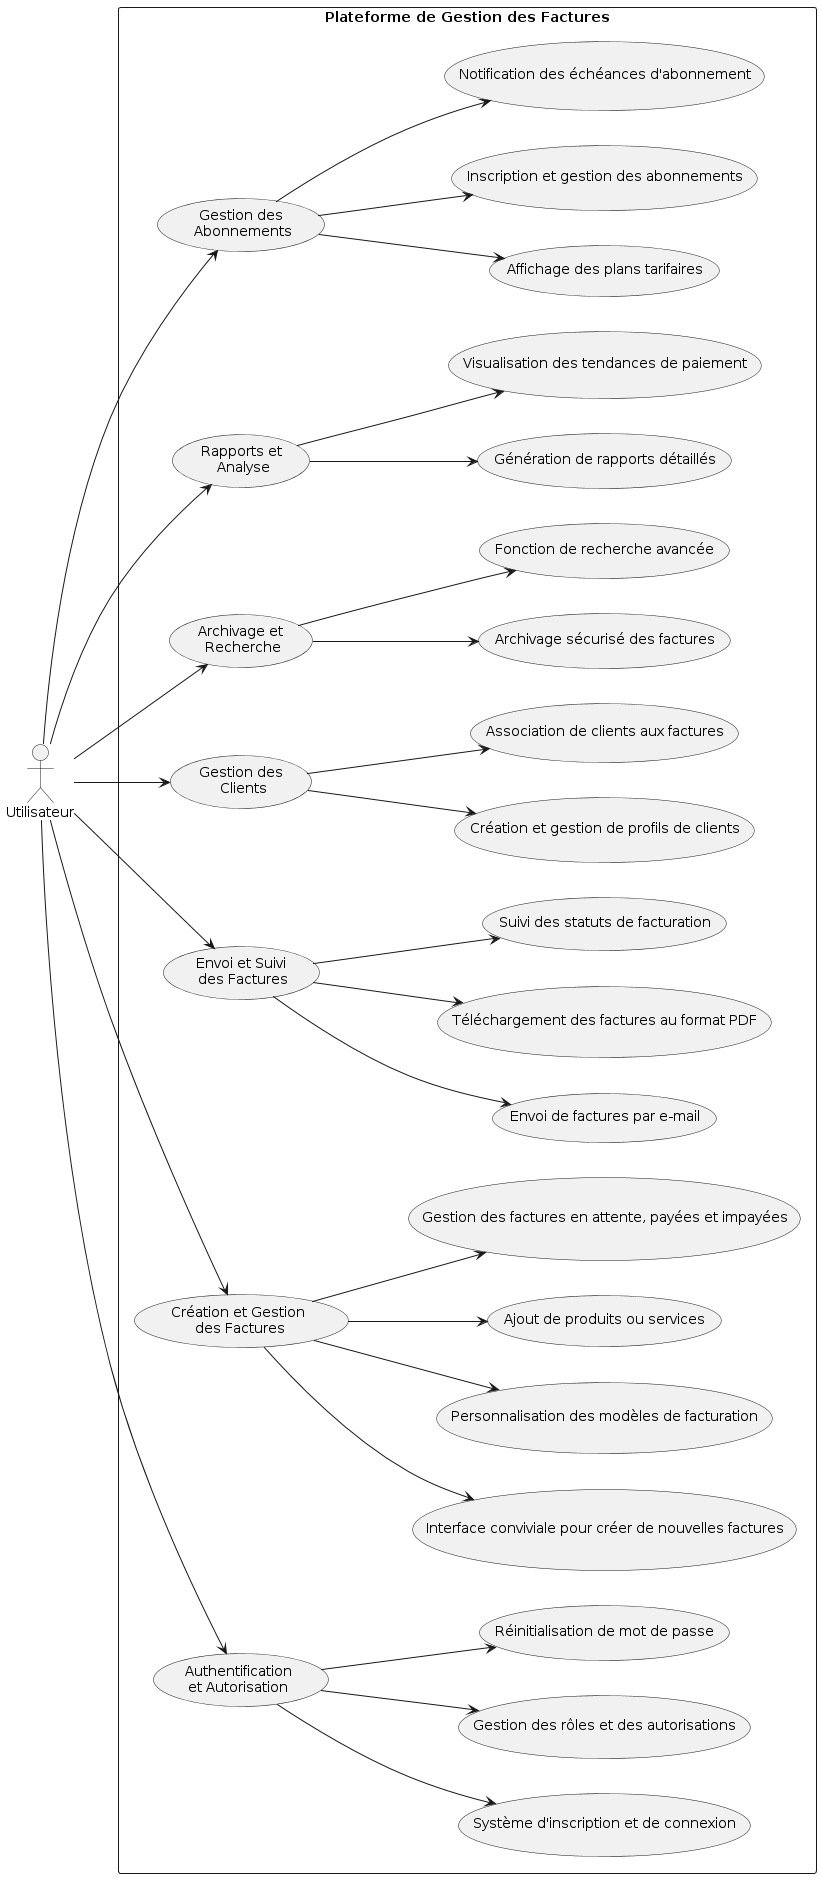 Plateforme de Gestion des Factures
Notification des échéances d'abonnement
Inscription et gestion des abonnements
Gestion des
Abonnements
Affichage des plans tarifaires
Visualisation des tendances de paiement
Rapports et
Analyse
Génération de rapports détaillés
Fonction de recherche avancée
Archivage et
Recherche
Archivage sécurisé des factures
Association de clients aux factures
Gestion des
Clients
Utilisateur
Création et gestion de profils de clients
Suivi des statuts de facturation
Envoi et Suivi
des Factures
Téléchargement des factures au format PDF
Envoi de factures par e-mail
Gestion des factures en attente, payées et impayées
Création et Gestion
des Factures
Ajout de produits ou services
Personnalisation des modèles de facturation
Interface conviviale pour créer de nouvelles factures
Réinitialisation de mot de passe
Authentification
et Autorisation
Gestion des rôles et des autorisations
Système d'inscription et de connexion